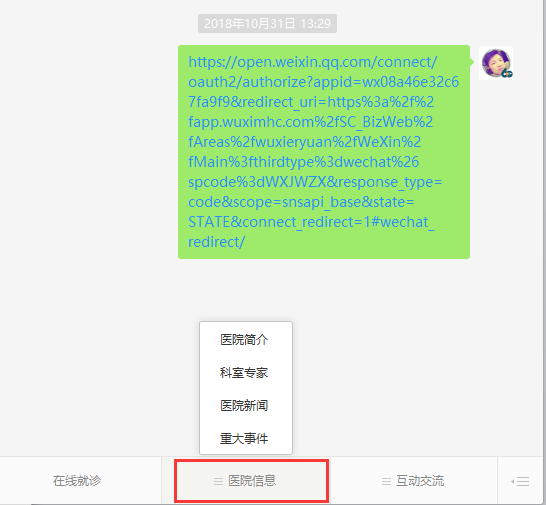 2018年10月31日 13:29
https://open.weixin.qq.com/connect/
oauth2/authorize?appid=wx08a46e32c6
7fa9f9&redirect_uri=https%3a%2f%2
fapp.wuximhc.com%2fSC_BizWeb%2
fAreas%2fwuxieryuan%2fWeiXin%2
fMain%3fthirdtype%3dwechat%26
spcode%3dWXJWZX&response_type=
code&scope=snsapi_base&state=
STATE&connect_redirect=1#wechat_
redirect/
医院简介
科室专家
医院新闻
重大事件
在线就诊
医院信息
互动交流